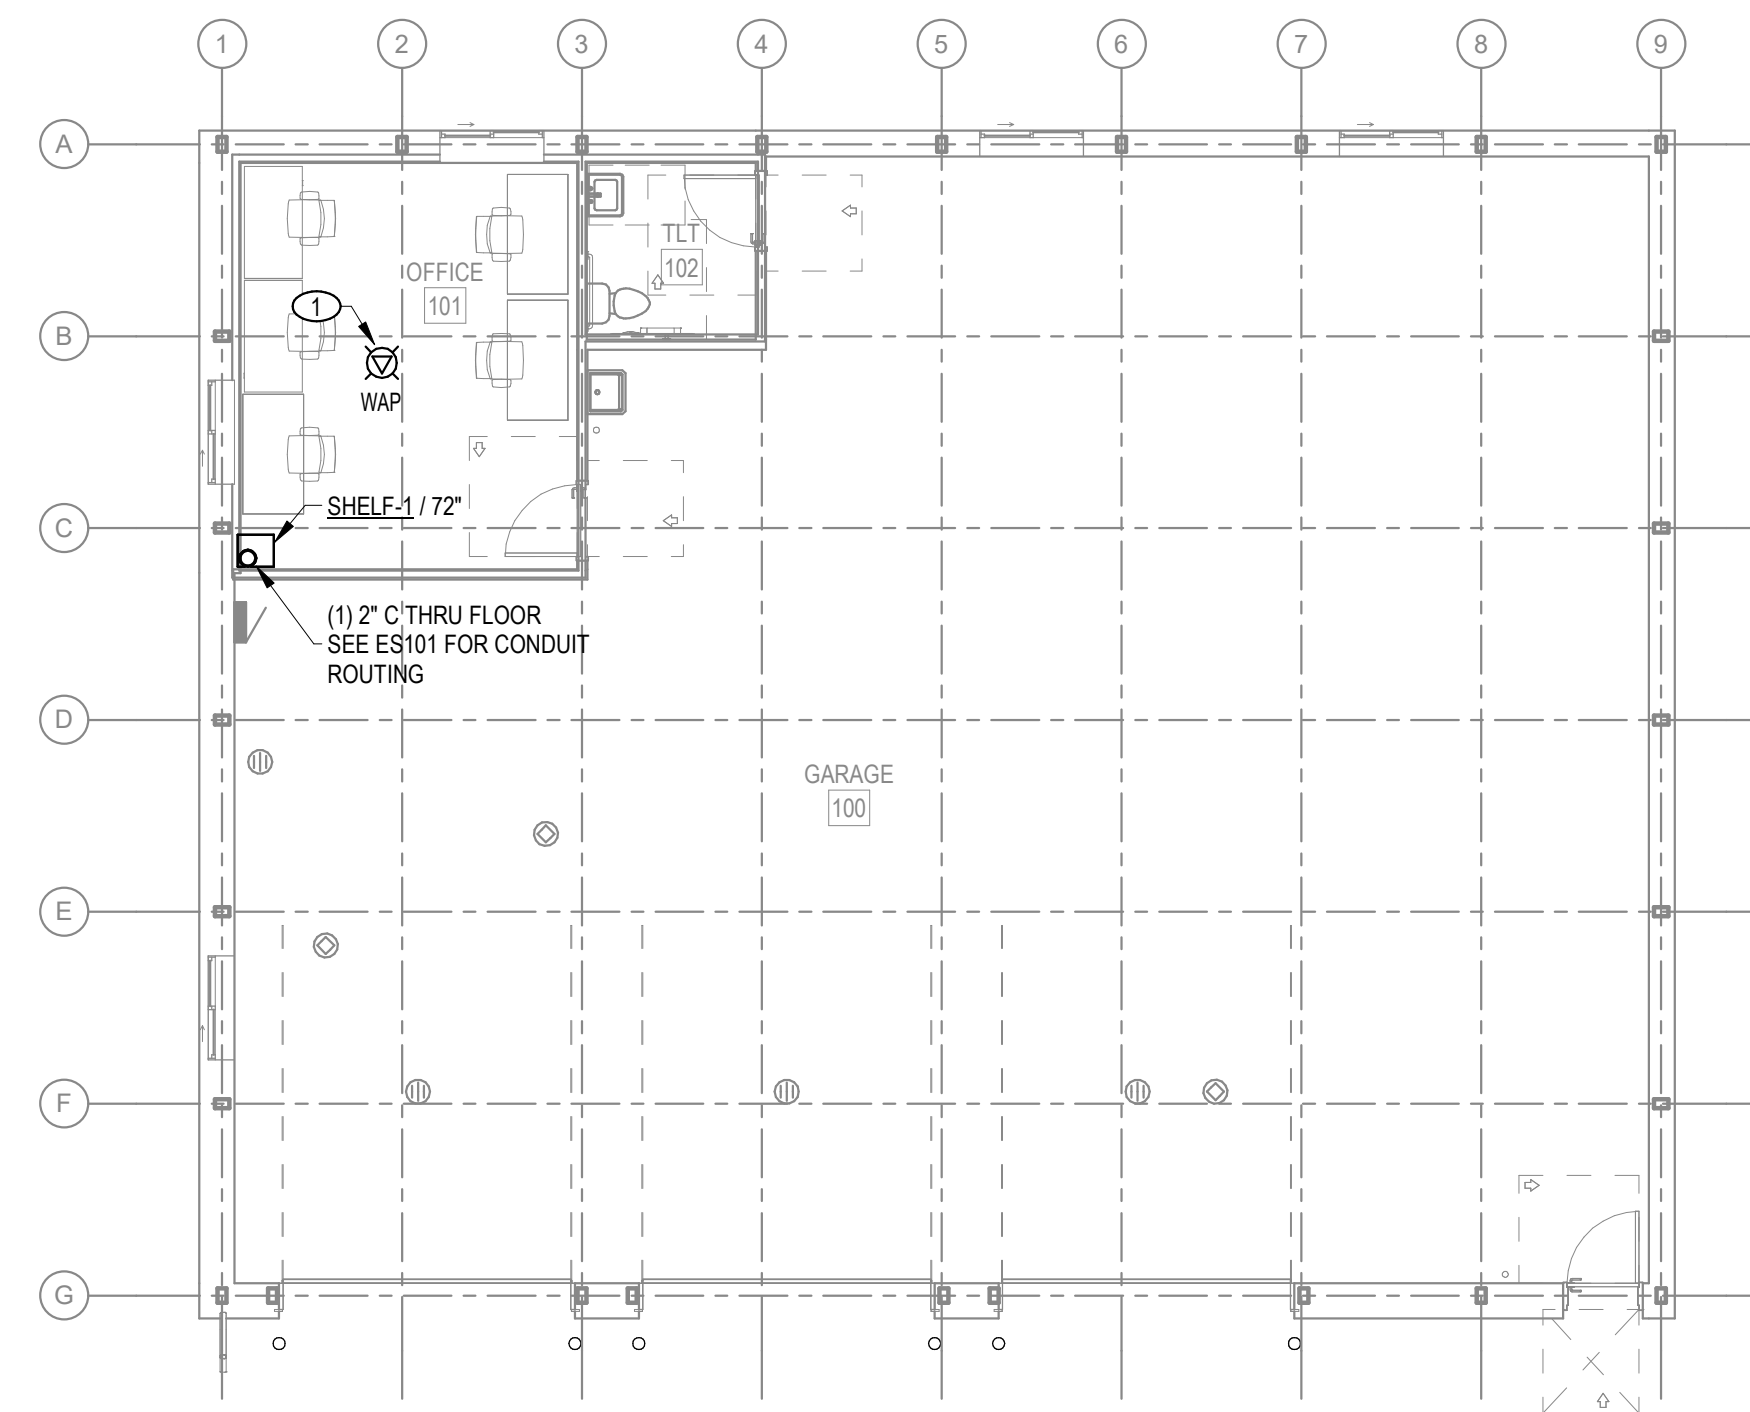 1 2 3 4 5 6 7 8 9
A
TLT
102
OFFICE
101
1
B
WAP
SHELF-1 / 72"
C
(1) 2" C THRU FLOOR
SEE ES101 FOR CONDUIT
ROUTING
D
GARAGE
100
E
F
G